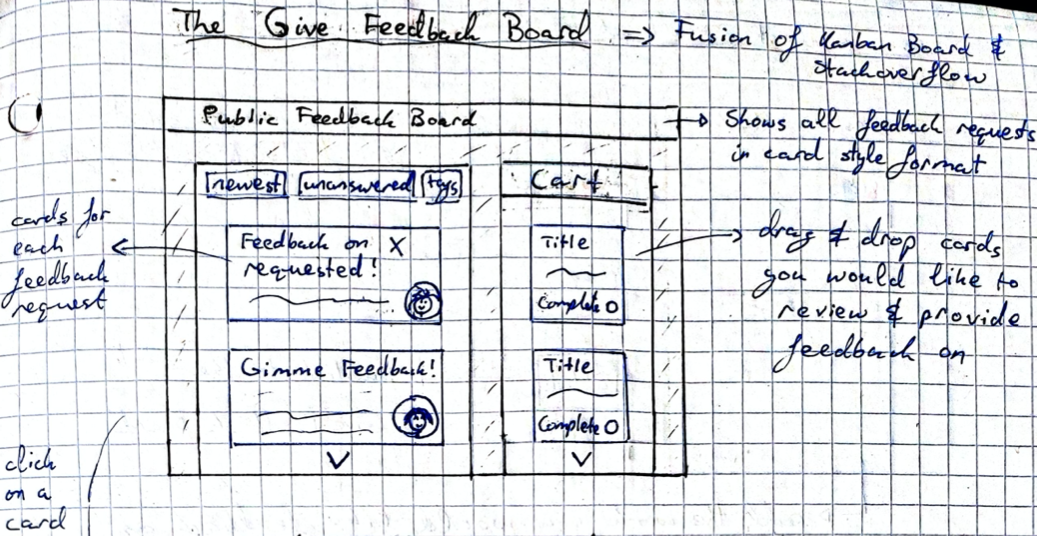 The Give Feedback Board => Fusion of Kanban Board &
Stackoverflow
Public Feedback Board
Shows all feedback requests
in card style format
newest unanswered tags
Cart
cards for
each
feedback
request
Feedback on X
requested!
Title
Complete
drag & drop cards
you would like to
review & provide
feedback on
Gimme Feedback!
Title
Complete
click
on a
card